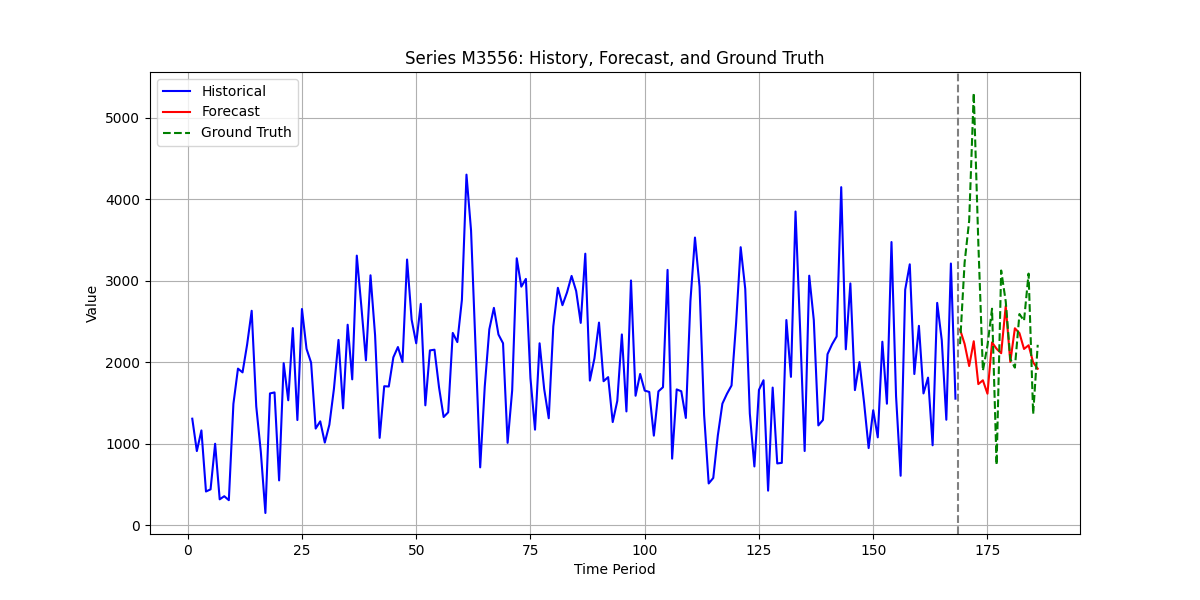 Series M3556: History, Forecast, and Ground Truth
Historical
Forecast
Ground Truth
5000
4000
3000
2000
1000
0
Value
0 25 50 75 100 125 150 175
Time Period